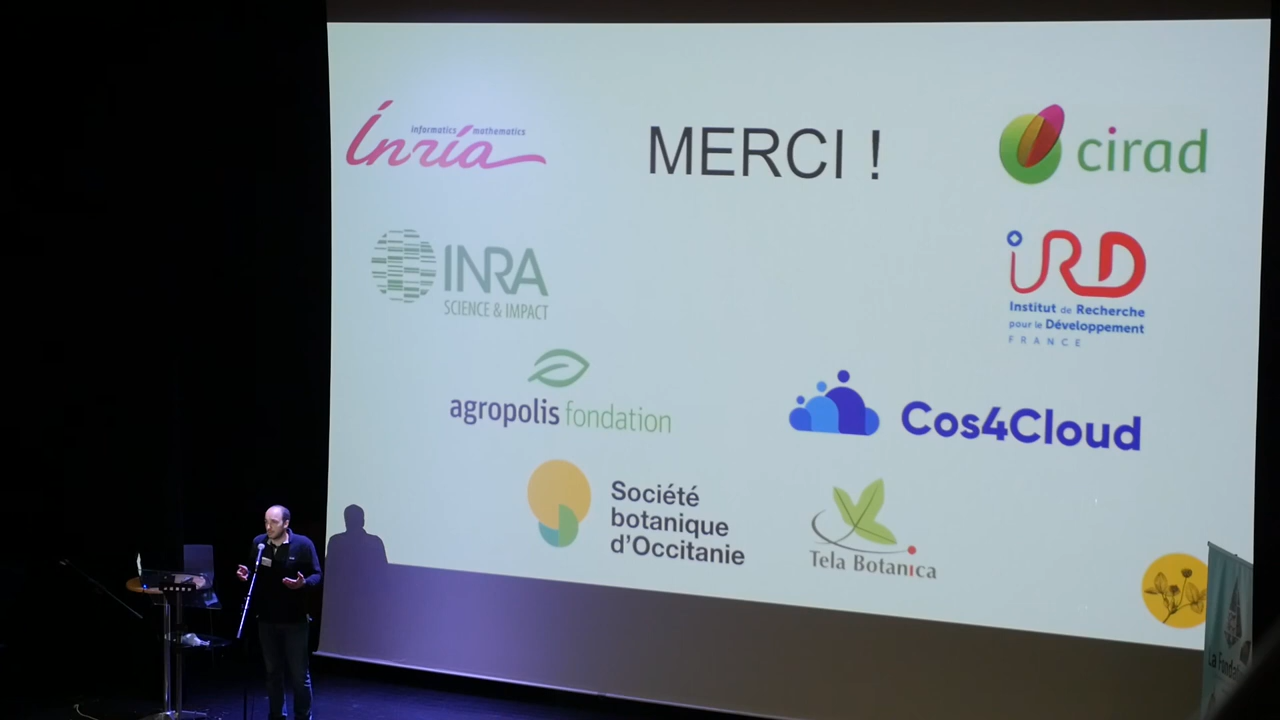 informatics mathematics
inria
MERCI !
cirad
INRA
SCIENCE & IMPACT
iRD
Institut de Recherche
pour le Développement
FRANCE
agropolis fondation
Cos4Cloud
Société
botanique
d'Occitanie
Tela Botanica
La